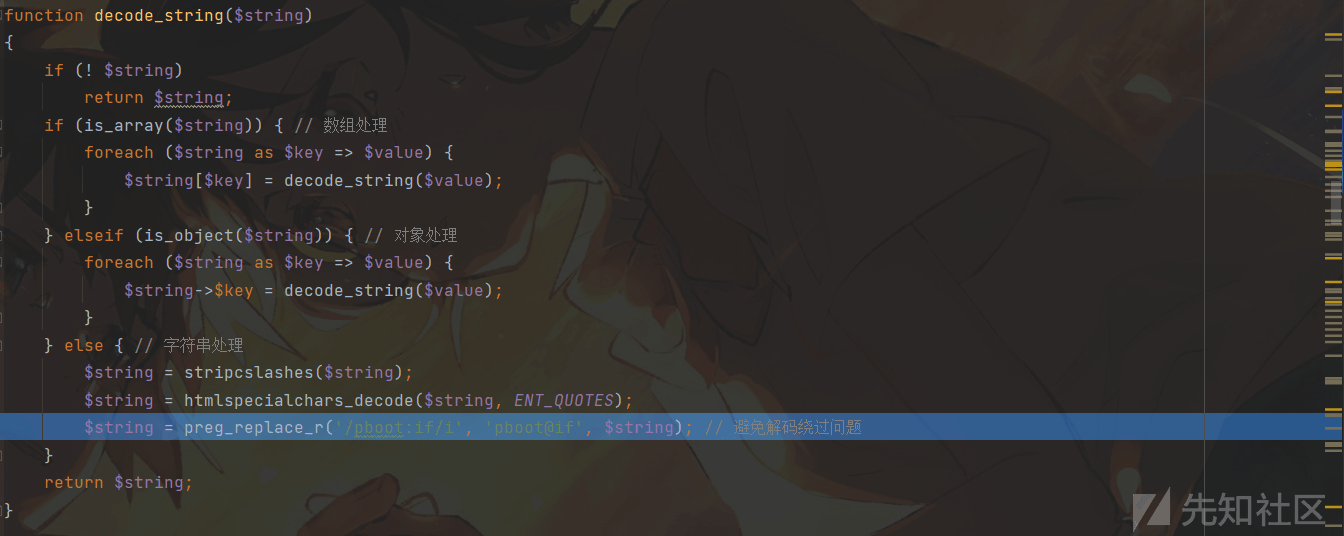 function decode_string($string)
{
    if (! $string)
        return $string;
    if (is_array($string)) { // 数组处理
        foreach ($string as $key => $value) {
            $string[$key] = decode_string($value);
        }
    } elseif (is_object($string)) { // 对象处理
        foreach ($string as $key => $value) {
            $string->$key = decode_string($value);
        }
    } else { // 字符串处理
        $string = stripcslashes($string);
        $string = htmlspecialchars_decode($string, ENT_QUOTES);
        $string = preg_replace_r('/pboot:if/i', 'pboot@if', $string); // 避免解码绕过问题
    }
    return $string;
}
先知社区